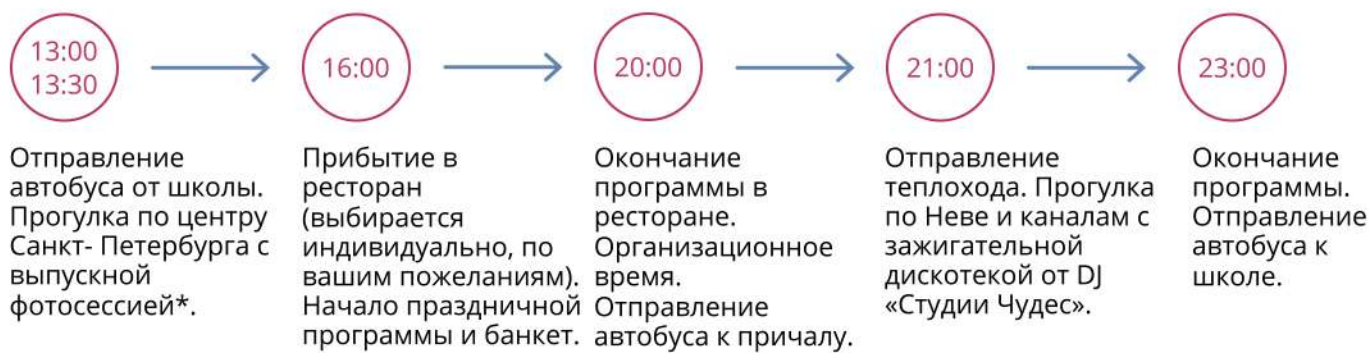 13:00
13:30
16:00
20:00
21:00
23:00
Отправление
автобуса от школы.
Прогулка по центру
Санкт- Петербурга с
выпускной
фотосессией*.
Прибытие в
ресторан
(выбирается
индивидуально, по
вашим пожеланиям).
Начало праздничной
программы и банкет.
Окончание
программы в
ресторане.
Организационное
время.
Отправление
автобуса к причалу.
Отправление
теплохода. Прогулка
по Неве и каналам с
зажигательной
дискотекой от DJ
«Студии Чудес».
Окончание
программы.
Отправление
автобуса к
школе.